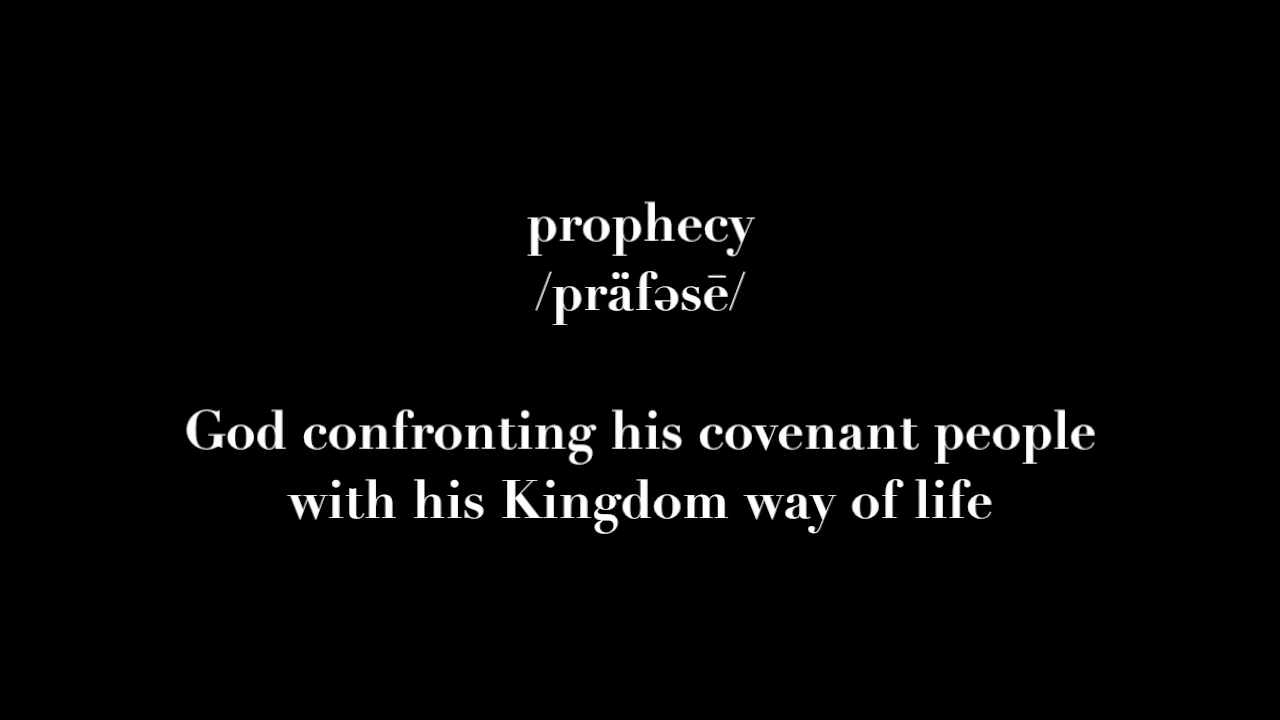 prophecy
/präfəsē/
God confronting his covenant people
with his Kingdom way of life